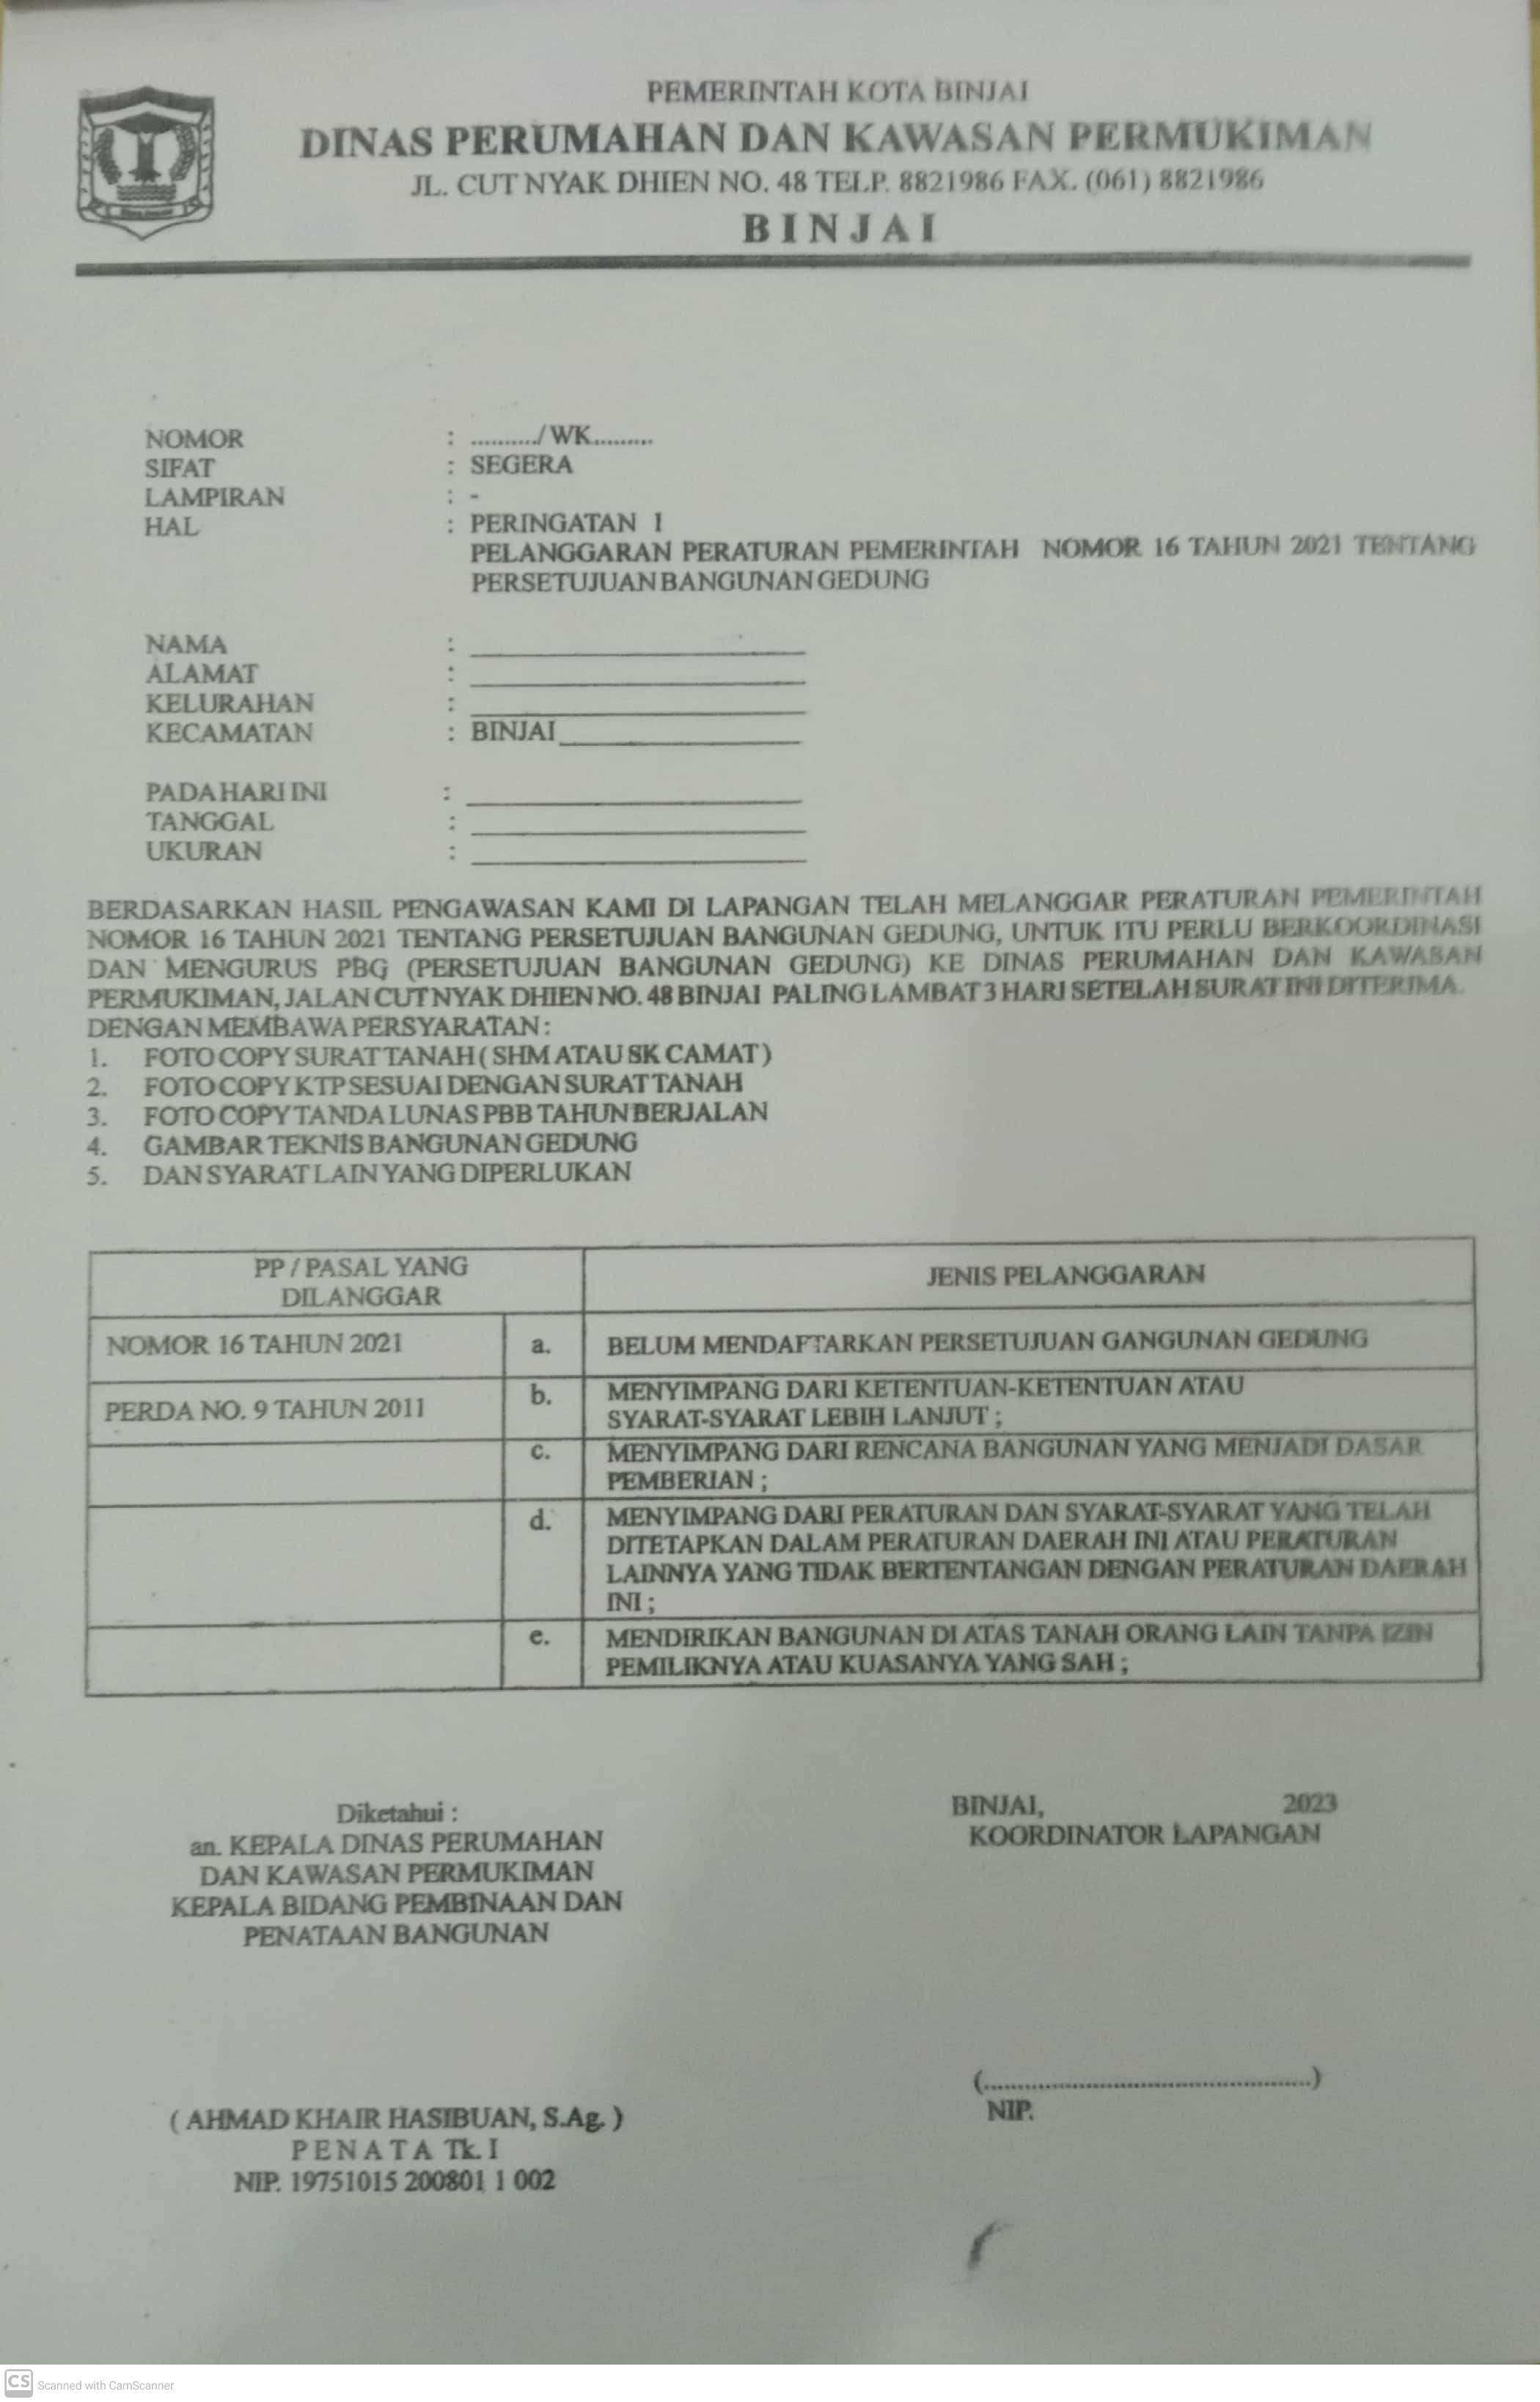 PEMERINTAH KOTA BINJAI
DINAS PERUMAHAN DAN KAWASAN PERMUKIMAN
JL. CUT NYAK DHIEN NO. 48 TELP. 8821986 FAX. (061) 8821986
BINJAI
NOMOR : ........../ WK.........
SIFAT : SEGERA
LAMPIRAN : -
HAL : PERINGATAN I
PELANGGARAN PERATURAN PEMERINTAH NOMOR 16 TAHUN 2021 TENTANG
PERSETUJUAN BANGUNAN GEDUNG
NAMA : ____________________
ALAMAT : ____________________
KELURAHAN : ____________________
KECAMATAN : BINJAI_______________
PADA HARI INI : ____________________
TANGGAL : ____________________
UKURAN : ____________________
BERDASARKAN HASIL PENGAWASAN KAMI DI LAPANGAN TELAH MELANGGAR PERATURAN PEMERINTAH
NOMOR 16 TAHUN 2021 TENTANG PERSETUJUAN BANGUNAN GEDUNG, UNTUK ITU PERLU BERKOORDINASI
DAN MENGURUS PBG (PERSETUJUAN BANGUNAN GEDUNG) KE DINAS PERUMAHAN DAN KAWASAN
PERMUKIMAN, JALAN CUT NYAK DHIEN NO. 48 BINJAI PALING LAMBAT 3 HARI SETELAH SURAT INI DITERIMA.
DENGAN MEMBAWA PERSYARATAN :
1. FOTO COPY SURAT TANAH ( SHM ATAU SK CAMAT )
2. FOTO COPY KTP SESUAI DENGAN SURAT TANAH
3. FOTO COPY TANDA LUNAS PBB TAHUN BERJALAN
4. GAMBAR TEKNIS BANGUNAN GEDUNG
5. DAN SYARAT LAIN YANG DIPERLUKAN
PP / PASAL YANG
DILANGGAR
JENIS PELANGGARAN
NOMOR 16 TAHUN 2021 a. BELUM MENDAFTARKAN PERSETUJUAN GANGUNAN GEDUNG
PERDA NO. 9 TAHUN 2011 b. MENYIMPANG DARI KETENTUAN-KETENTUAN ATAU
SYARAT-SYARAT LEBIH LANJUT ;
c. MENYIMPANG DARI RENCANA BANGUNAN YANG MENJADI DASAR
PEMBERIAN ;
d. MENYIMPANG DARI PERATURAN DAN SYARAT-SYARAT YANG TELAH
DITETAPKAN DALAM PERATURAN DAERAH INI ATAU PERATURAN
LAINNYA YANG TIDAK BERTENTANGAN DENGAN PERATURAN DAERAH
INI ;
e. MENDIRIKAN BANGUNAN DI ATAS TANAH ORANG LAIN TANPA IZIN
PEMILIKNYA ATAU KUASANYA YANG SAH ;
Diketahui :
an. KEPALA DINAS PERUMAHAN
DAN KAWASAN PERMUKIMAN
KEPALA BIDANG PEMBINAAN DAN
PENATAAN BANGUNAN
( AHMAD KHAIR HASIBUAN, S.Ag. )
PENATA Tk. I
NIP. 19751015 200801 1 002
BINJAI, 2023
KOORDINATOR LAPANGAN
(................................................)
NIP.
CS Scanned with CamScanner